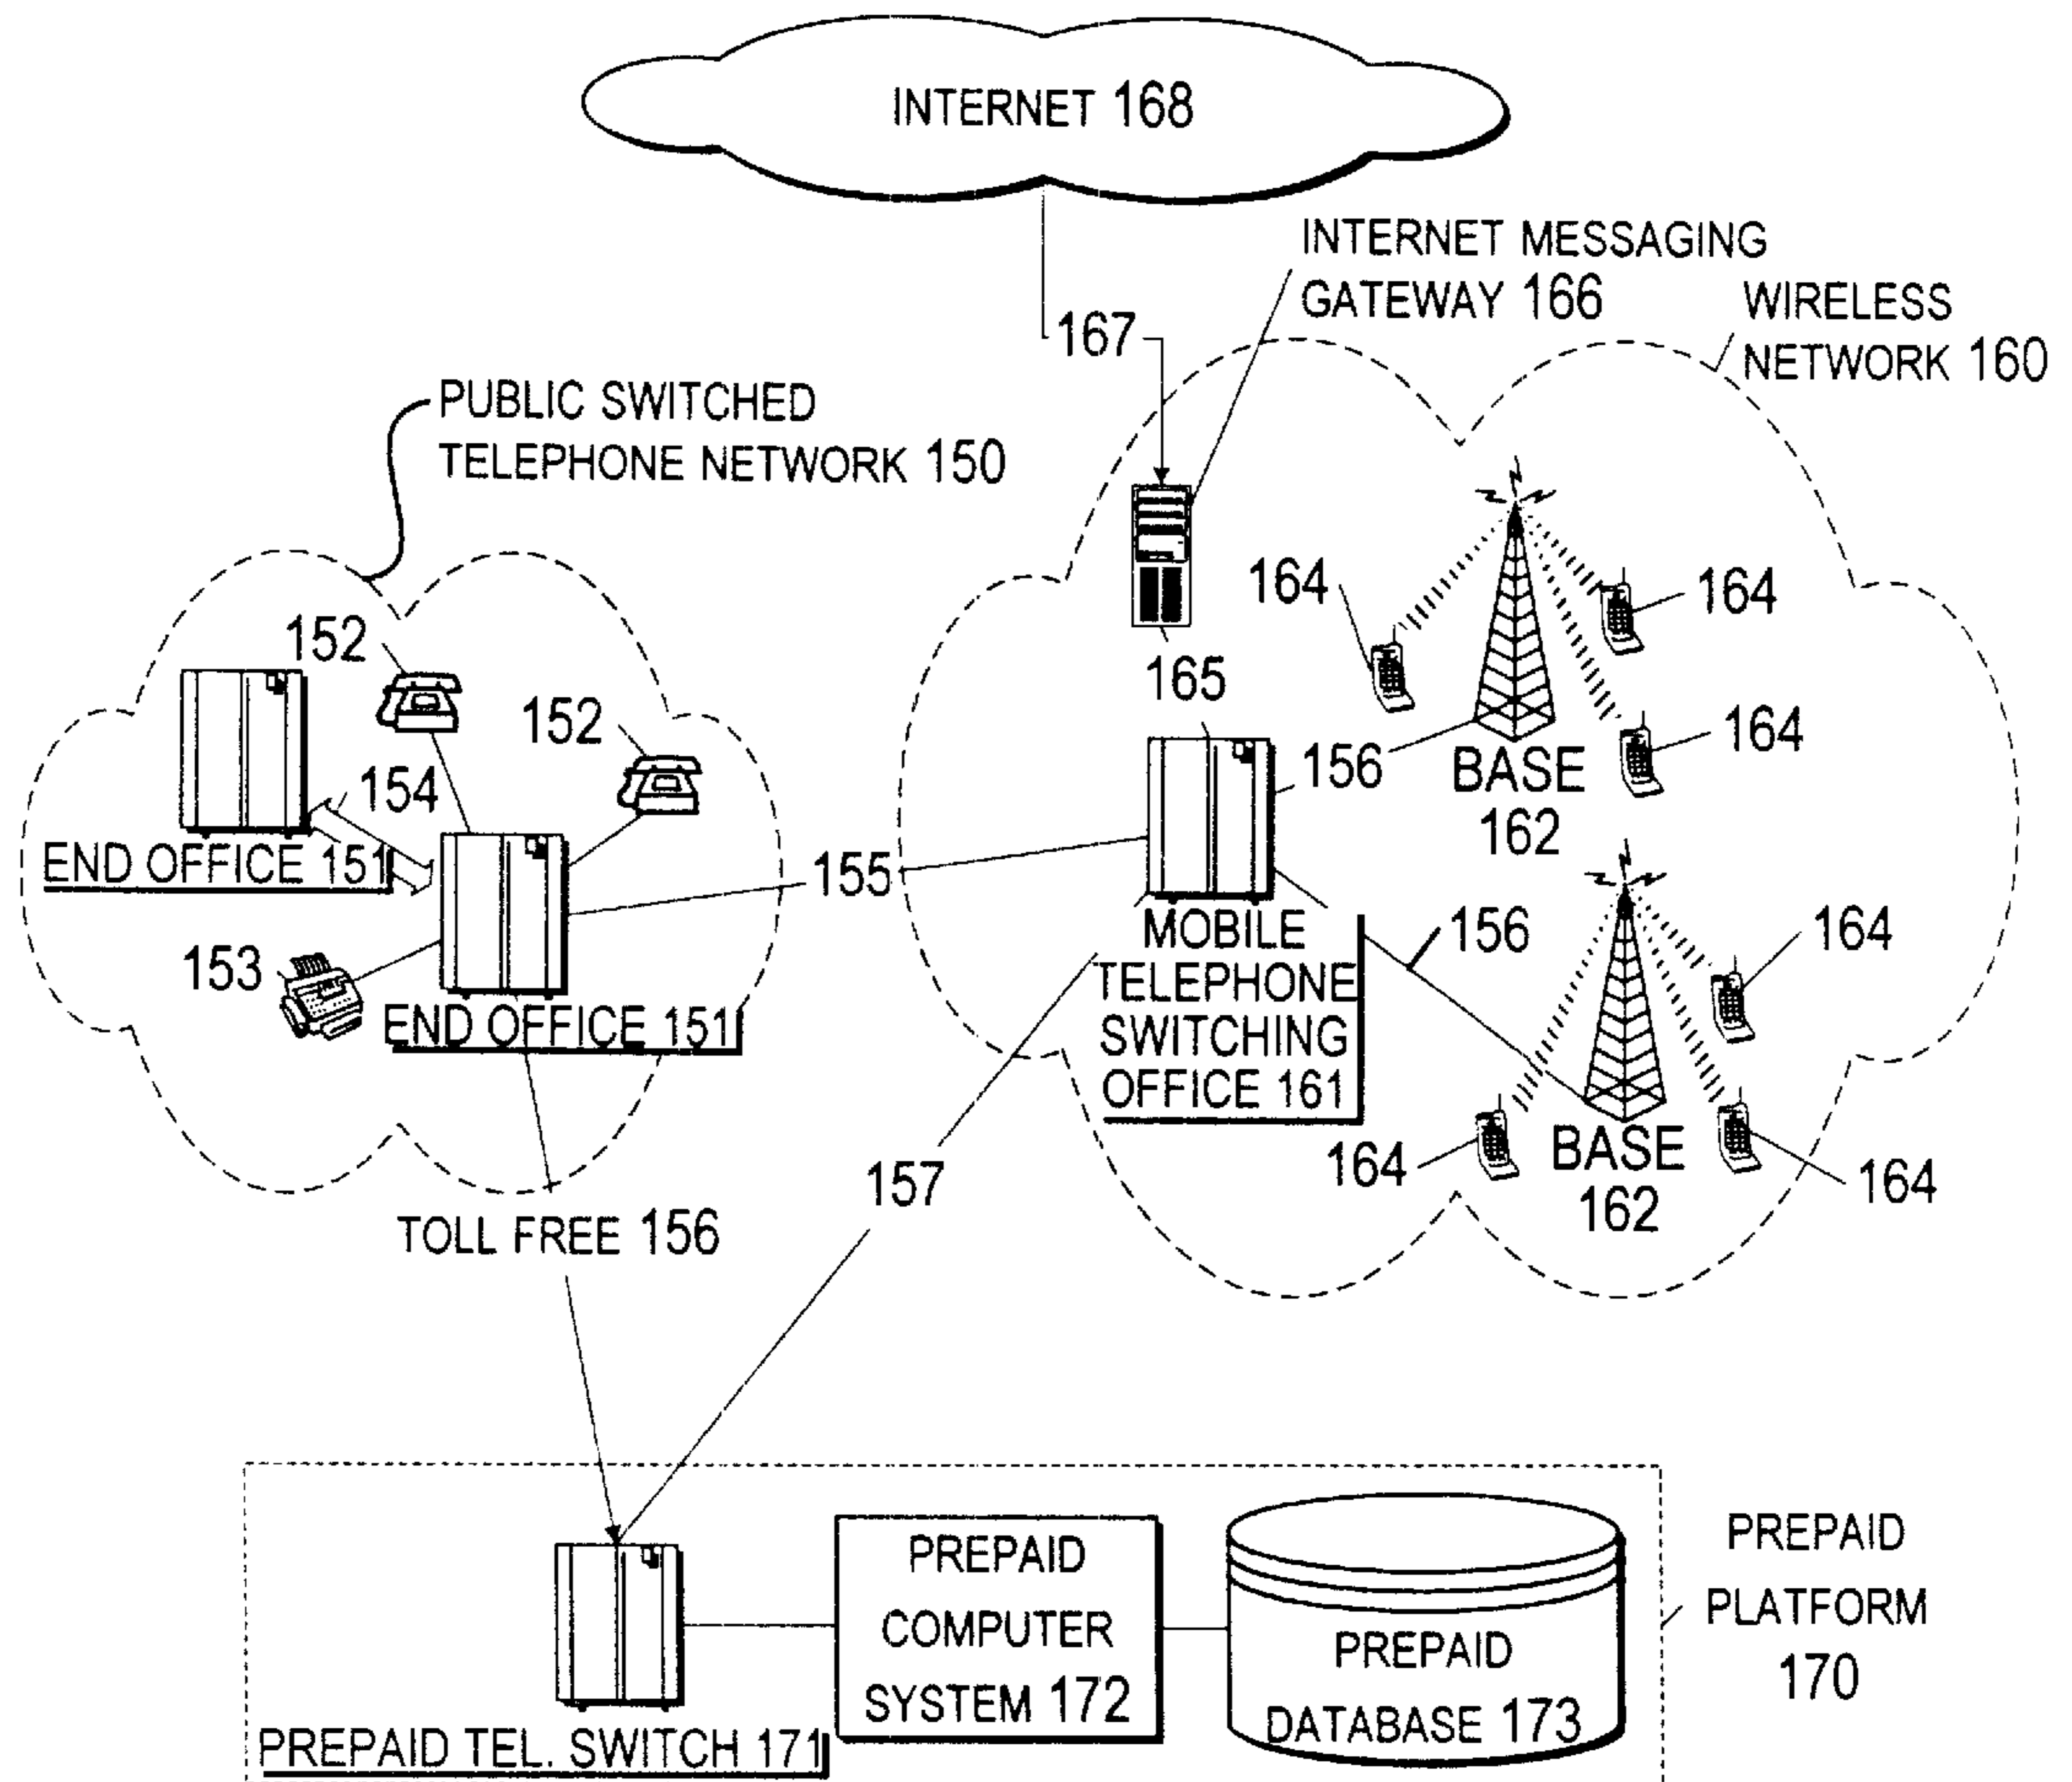 INTERNET 168
INTERNET MESSAGING
GATEWAY 166
WIRELESS
NETWORK 160
167
PUBLIC SWITCHED
TELEPHONE NETWORK 150
164
164
152
165
152
164
154
156
BASE
162
END OFFICE 151
155
153
MOBILE
TELEPHONE
SWITCHING
OFFICE 161
156
164
END OFFICE 151
164
BASE
162
164
157
TOLL FREE 156
PREPAID
COMPUTER
SYSTEM 172
PREPAID
DATABASE 173
PREPAID
PLATFORM
170
PREPAID TEL. SWITCH 171